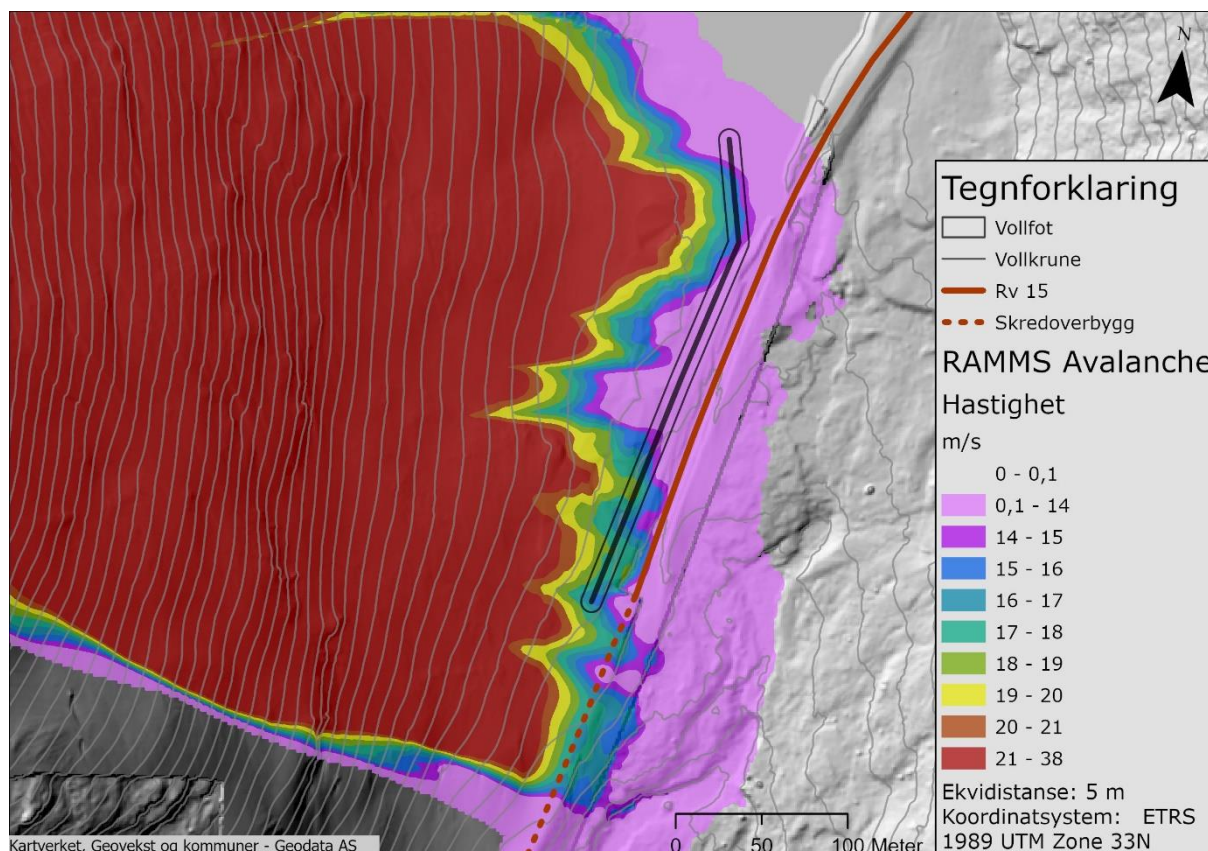 N
Tegnforklaring
Vollfot
Vollkrune
Rv 15
Skredoverbygg
RAMMS Avalanche
Hastighet
m/s
0 - 0,1
0,1 - 14
14 - 15
15 - 16
16 - 17
17 - 18
18 - 19
19 - 20
20 - 21
21 - 38
Ekvidistanse: 5 m
Koordinatsystem: ETRS
1989 UTM Zone 33N
0 50 100 Meter
Kartverket, Geovekst og kommuner - Geodata AS